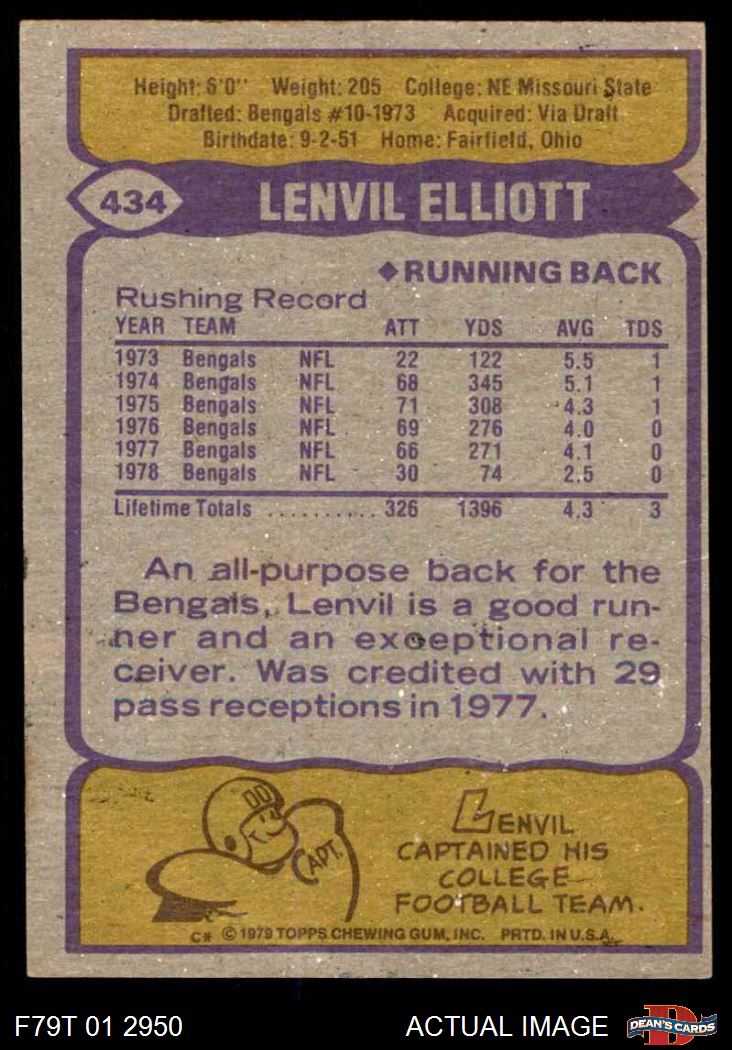 Height: 6'0" Weight: 205 College: NE Missouri State
Drafted: Bengals #10-1973 Acquired: Via Draft
Birthdate: 9-2-51 Home: Fairfield, Ohio
434 LENVIL ELLIOTT
◆RUNNING BACK
Rushing Record
YEAR TEAM ATT YDS AVG TDS
1973 Bengals NFL 22 122 5.5 1
1974 Bengals NFL 68 345 5.1 1
1975 Bengals NFL 71 308 4.3 1
1976 Bengals NFL 69 276 4.0 0
1977 Bengals NFL 66 271 4.1 0
1978 Bengals NFL 30 74 2.5 0
Lifetime Totals .......... 326 1396 4.3 3
An all-purpose back for the
Bengals, Lenvil is a good run-
ner and an exceptional re-
ceiver. Was credited with 29
pass receptions in 1977.
DD
CAPT.
LENVIL
CAPTAINED HIS
COLLEGE
FOOTBALL TEAM.
C* © 1979 TOPPS CHEWING GUM, INC. PRTD. IN U.S.A.
F79T 01 2950 ACTUAL IMAGE D DEAN'S CARDS